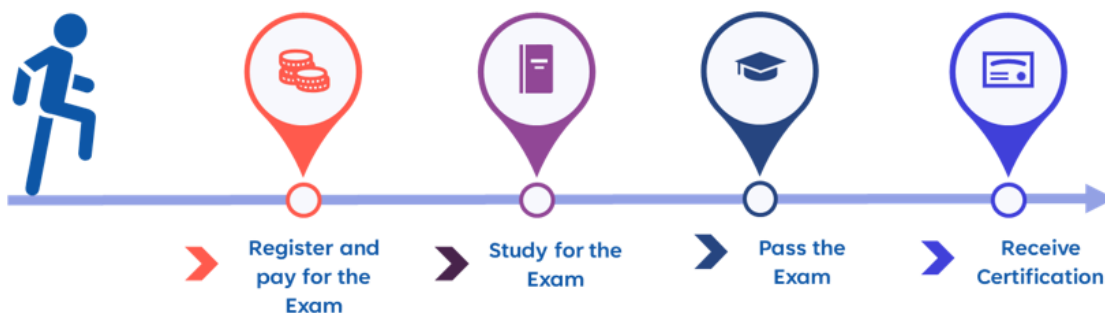 Register and
pay for the
Exam
Study for the
Exam
Pass the
Exam
Receive
Certification